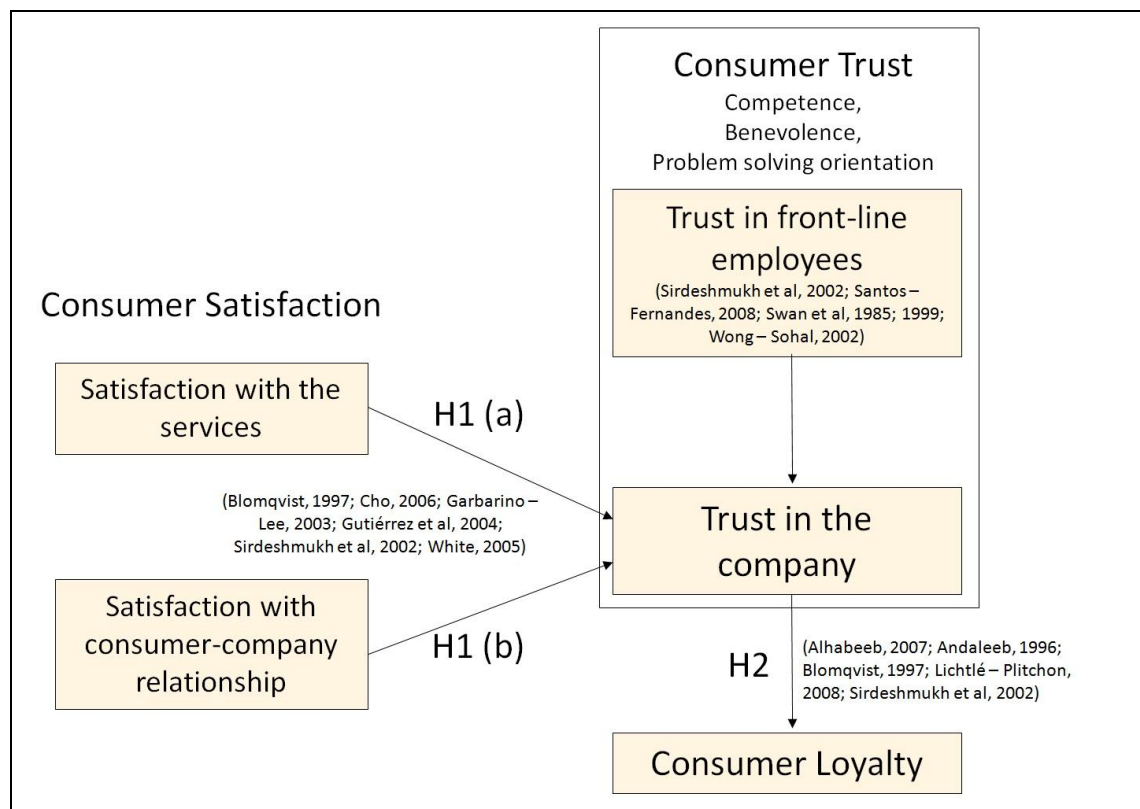 Consumer Trust
Competence,
Benevolence,
Problem solving orientation
Trust in front-line
employees
(Sirdeshmukh et al, 2002; Santos –
Fernandes, 2008; Swan et al, 1985; 1999;
Wong – Sohal, 2002)
Consumer Satisfaction
Satisfaction with the
services
H1 (a)
(Blomqvist, 1997; Cho, 2006; Garbarino –
Lee, 2003; Gutiérrez et al, 2004;
Sirdeshmukh et al, 2002; White, 2005)
Trust in the
company
Satisfaction with
consumer-company
relationship
H1 (b)
H2
(Alhabeeb, 2007; Andaleeb, 1996;
Blomqvist, 1997; Lichtlé – Plitchon,
2008; Sirdeshmukh et al, 2002)
Consumer Loyalty